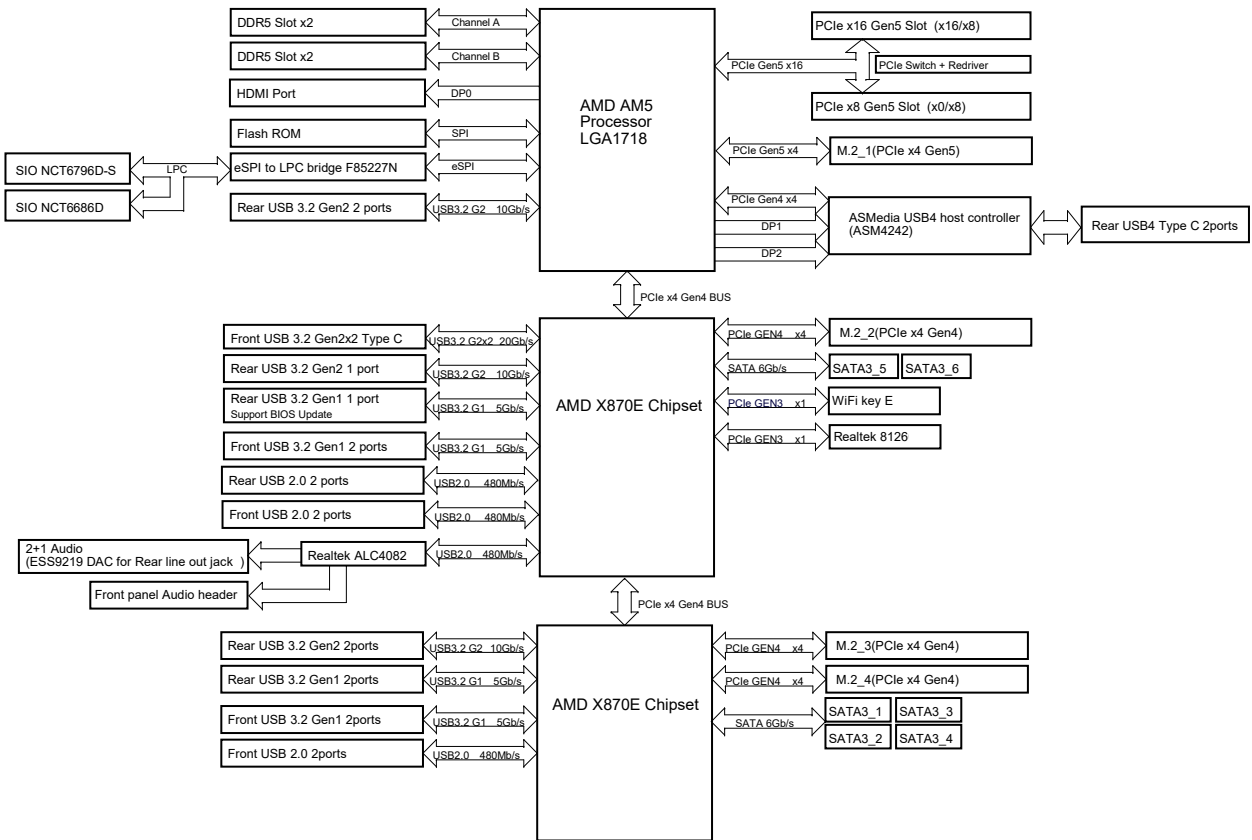 DDR5 Slot x2
Channel A
DDR5 Slot x2
Channel B
HDMI Port
DP0
Flash ROM
SPI
SIO NCT6796D-S
LPC
eSPI to LPC bridge F85227N
eSPI
SIO NCT6686D
Rear USB 3.2 Gen2 2 ports
USB3.2 G2 10Gb/s
AMD AM5
Processor
LGA1718
PCIe x16 Gen5 Slot (x16/x8)
PCIe Gen5 x16
PCIe Switch + Redriver
PCIe x8 Gen5 Slot (x0/x8)
PCIe Gen5 x4
M.2_1(PCIe x4 Gen5)
PCIe Gen4 x4
DP1
DP2
ASMedia USB4 host controller
(ASM4242)
Rear USB4 Type C 2ports
PCIe x4 Gen4 BUS
Front USB 3.2 Gen2x2 Type C
USB3.2 G2x2 20Gb/s
Rear USB 3.2 Gen2 1 port
USB3.2 G2 10Gb/s
Rear USB 3.2 Gen1 1 port
Support BIOS Update
USB3.2 G1 5Gb/s
Front USB 3.2 Gen1 2 ports
USB3.2 G1 5Gb/s
Rear USB 2.0 2 ports
USB2.0 480Mb/s
Front USB 2.0 2 ports
USB2.0 480Mb/s
2+1 Audio
(ESS9219 DAC for Rear line out jack )
Realtek ALC4082
USB2.0 480Mb/s
Front panel Audio header
AMD X870E Chipset
PCIe GEN4 x4
M.2_2(PCIe x4 Gen4)
SATA 6Gb/s
SATA3_5
SATA3_6
PCIe GEN3 x1
WiFi key E
PCIe GEN3 x1
Realtek 8126
PCIe x4 Gen4 BUS
Rear USB 3.2 Gen2 2ports
USB3.2 G2 10Gb/s
Rear USB 3.2 Gen1 2ports
USB3.2 G1 5Gb/s
Front USB 3.2 Gen1 2ports
USB3.2 G1 5Gb/s
Front USB 2.0 2ports
USB2.0 480Mb/s
AMD X870E Chipset
PCIe GEN4 x4
M.2_3(PCIe x4 Gen4)
PCIe GEN4 x4
M.2_4(PCIe x4 Gen4)
SATA 6Gb/s
SATA3_1
SATA3_3
SATA3_2
SATA3_4